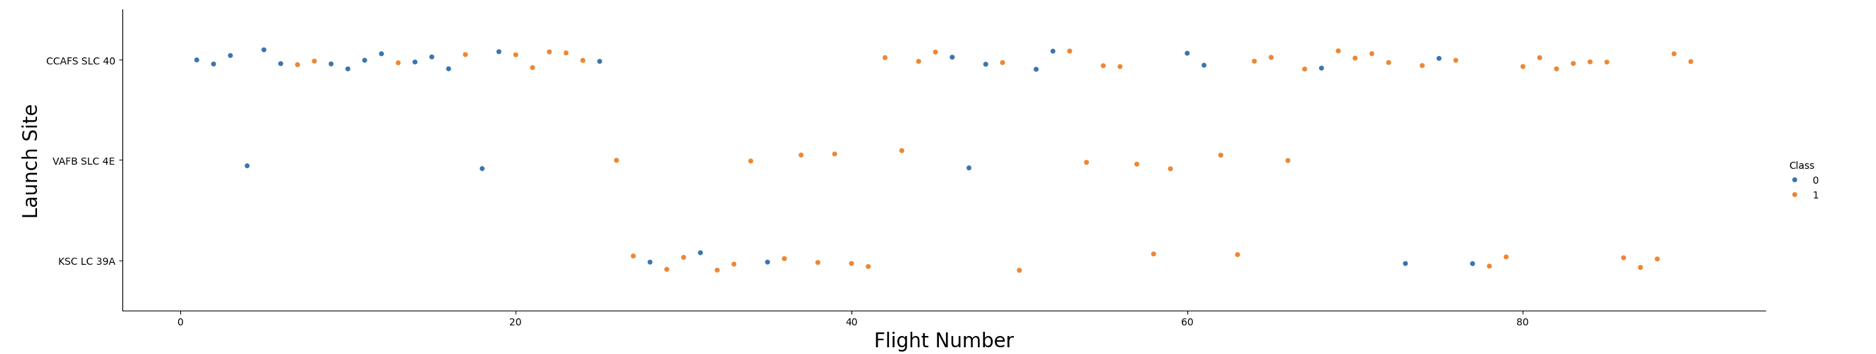 Launch Site
CCAFS SLC 40
VAFB SLC 4E
KSC LC 39A
0 20 40 60 80
Flight Number
Class
0
1